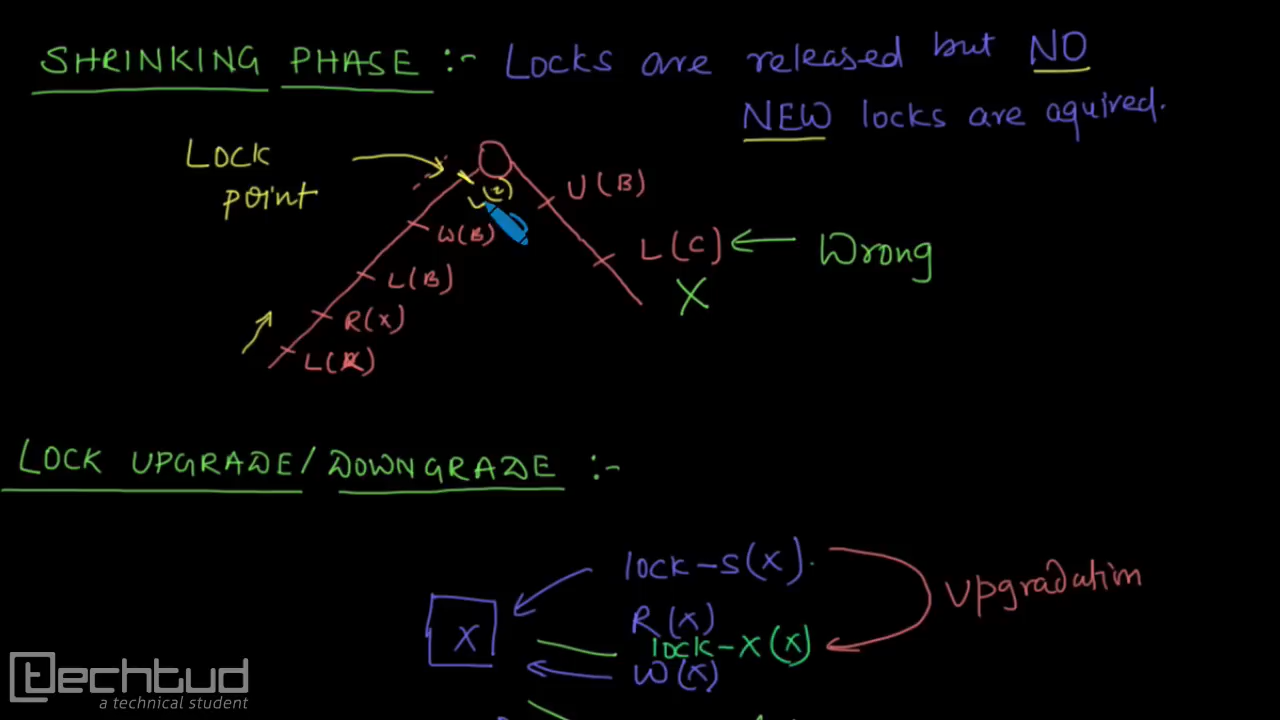 SHRINKING PHASE :- Locks are released but NO
NEW locks are aquired.
Lock
point
L(Z)
U(B)
W(B)
L(C) ← Wrong
X
L(B)
R(X)
LOCK UPGRADE/DOWNGRADE :-
lock-S(X).
upgradation
R(X)
X
lock-X(X)
W(X)
techtud
a technical student